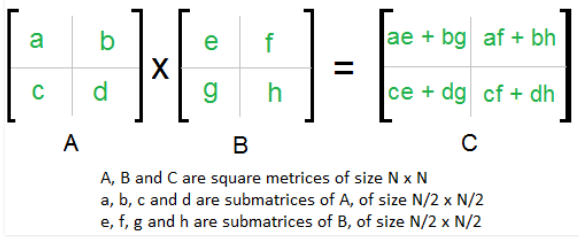 a b x e f = ae + bg af + bh
c d g h ce + dg cf + dh
A B C
A, B and C are square metrices of size N x N
a, b, c and d are submatrices of A, of size N/2 x N/2
e, f, g and h are submatrices of B, of size N/2 x N/2